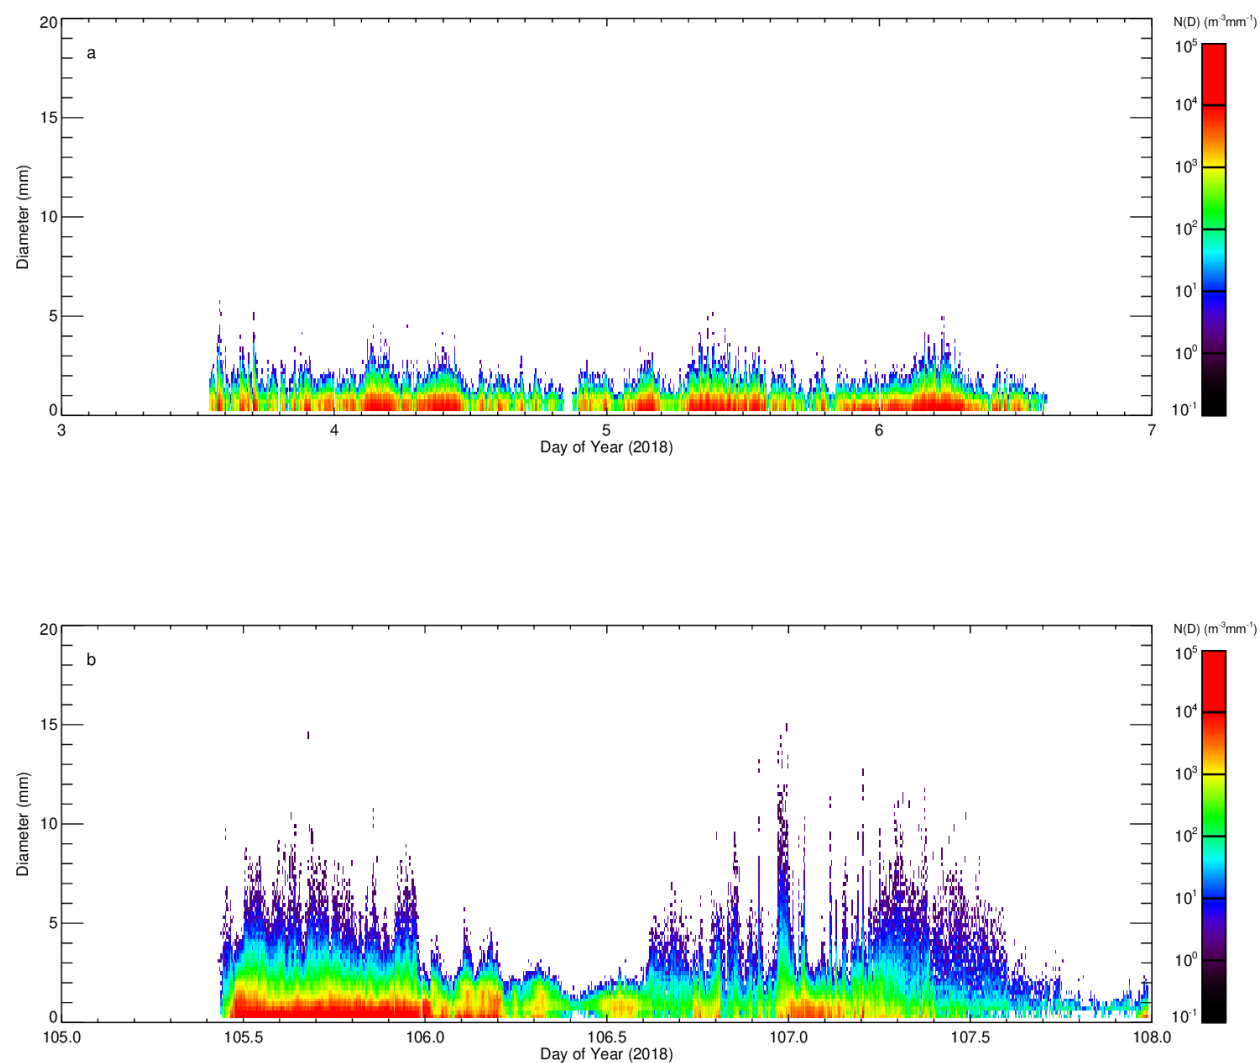 N(D) (m⁻³mm⁻¹)
a
20
15
10
5
0
Diameter (mm)
3 4 5 6 7
Day of Year (2018)
10⁵
10⁴
10³
10²
10¹
10⁰
10⁻¹
N(D) (m⁻³mm⁻¹)
b
20
15
10
5
0
Diameter (mm)
105.0 105.5 106.0 106.5 107.0 107.5 108.0
Day of Year (2018)
10⁵
10⁴
10³
10²
10¹
10⁰
10⁻¹